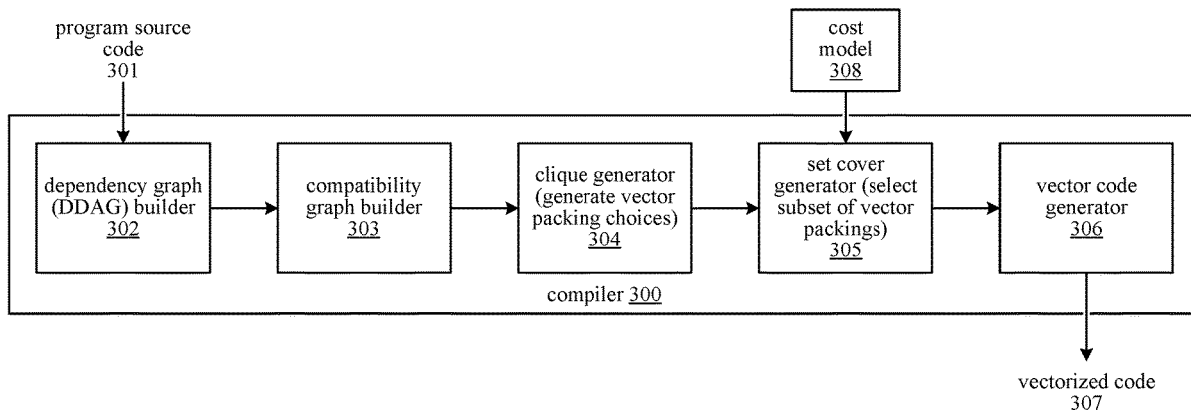 program source
code
301
cost
model
308
dependency graph
(DDAG) builder
302
compatibility
graph builder
303
clique generator
(generate vector
packing choices)
304
set cover
generator (select
subset of vector
packings)
305
vector code
generator
306
compiler 300
vectorized code
307